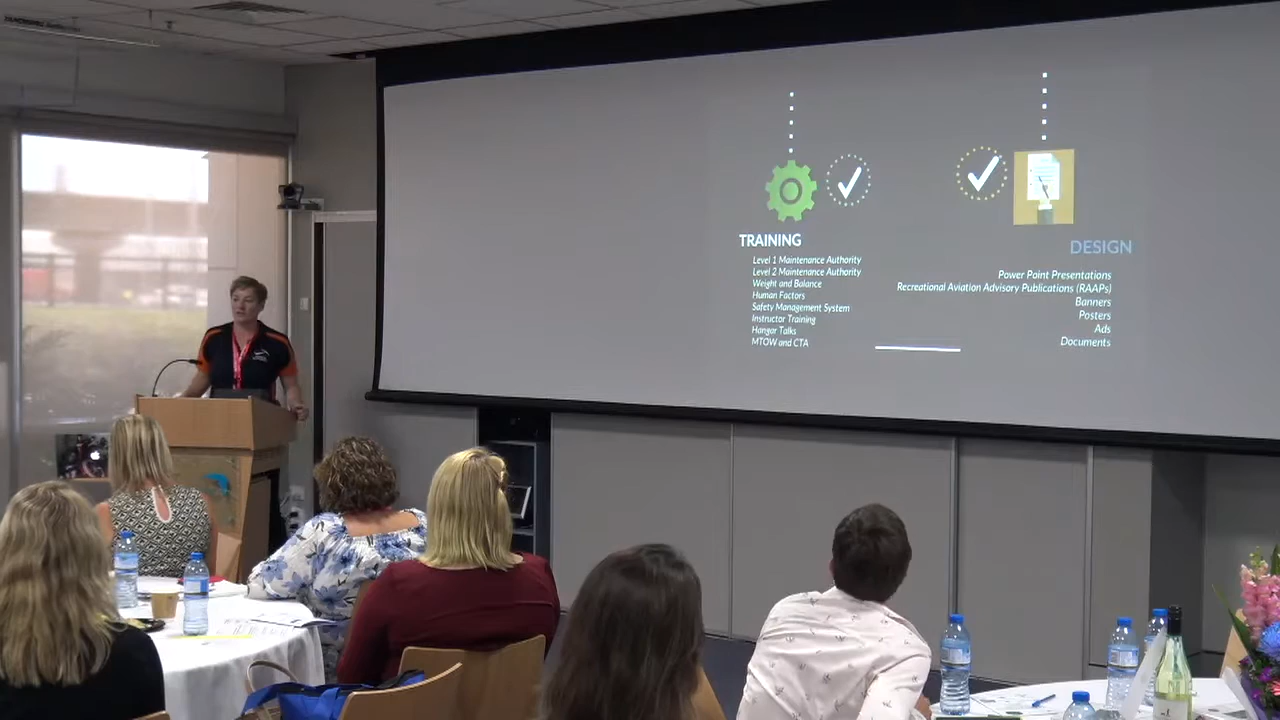 TRAINING
Level 1 Maintenance Authority
Level 2 Maintenance Authority
Weight and Balance
Human Factors
Safety Management System
Instructor Training
Hangar Talks
MTOW and CTA
DESIGN
Power Point Presentations
Recreational Aviation Advisory Publications (RAAPs)
Banners
Posters
Ads
Documents